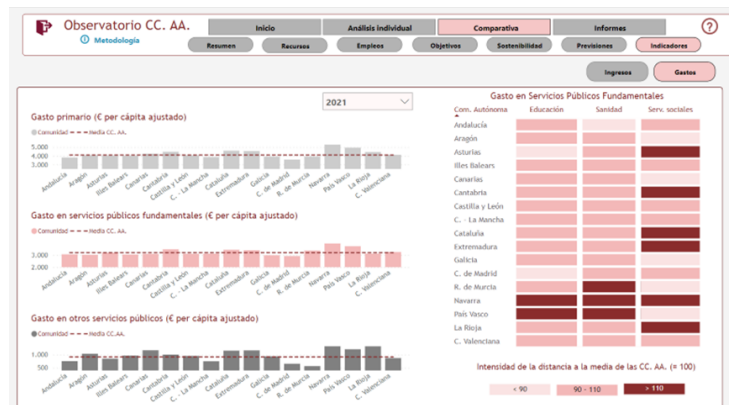 Observatorio CC. AA.
Metodología
Inicio
Análisis individual
Comparativa
Informes
?
Resumen
Recursos
Empleos
Objetivos
Sostenibilidad
Previsiones
Indicadores
Ingresos
Gastos
2021
Gasto primario (€ per cápita ajustado)
Comunidad Media CC. AA.
5.000
4.000
3.000
Andalucía
Aragón
Asturias
Illes Balears
Canarias
Cantabria
Castilla y León
C. - La Mancha
Cataluña
Extremadura
Galicia
C. de Madrid
R. de Murcia
Navarra
País Vasco
La Rioja
C. Valenciana
Gasto en servicios públicos fundamentales (€ per cápita ajustado)
Comunidad Media CC. AA.
3.000
2.000
Andalucía
Aragón
Asturias
Illes Balears
Canarias
Cantabria
Castilla y León
C. - La Mancha
Cataluña
Extremadura
Galicia
C. de Madrid
R. de Murcia
Navarra
País Vasco
La Rioja
C. Valenciana
Gasto en otros servicios públicos (€ per cápita ajustado)
Comunidad Media CC.AA.
1.000
500
Andalucía
Aragón
Asturias
Illes Balears
Canarias
Cantabria
Castilla y León
C. - La Mancha
Cataluña
Extremadura
Galicia
C. de Madrid
R. de Murcia
Navarra
País Vasco
La Rioja
C. Valenciana
Gasto en Servicios Públicos Fundamentales
Com. Autónoma Educación Sanidad Serv. sociales
Andalucía
Aragón
Asturias
Illes Balears
Canarias
Cantabria
Castilla y León
C. - La Mancha
Cataluña
Extremadura
Galicia
C. de Madrid
R. de Murcia
Navarra
País Vasco
La Rioja
C. Valenciana
Intensidad de la distancia a la media de las CC. AA. (= 100)
< 90 90 - 110 > 110